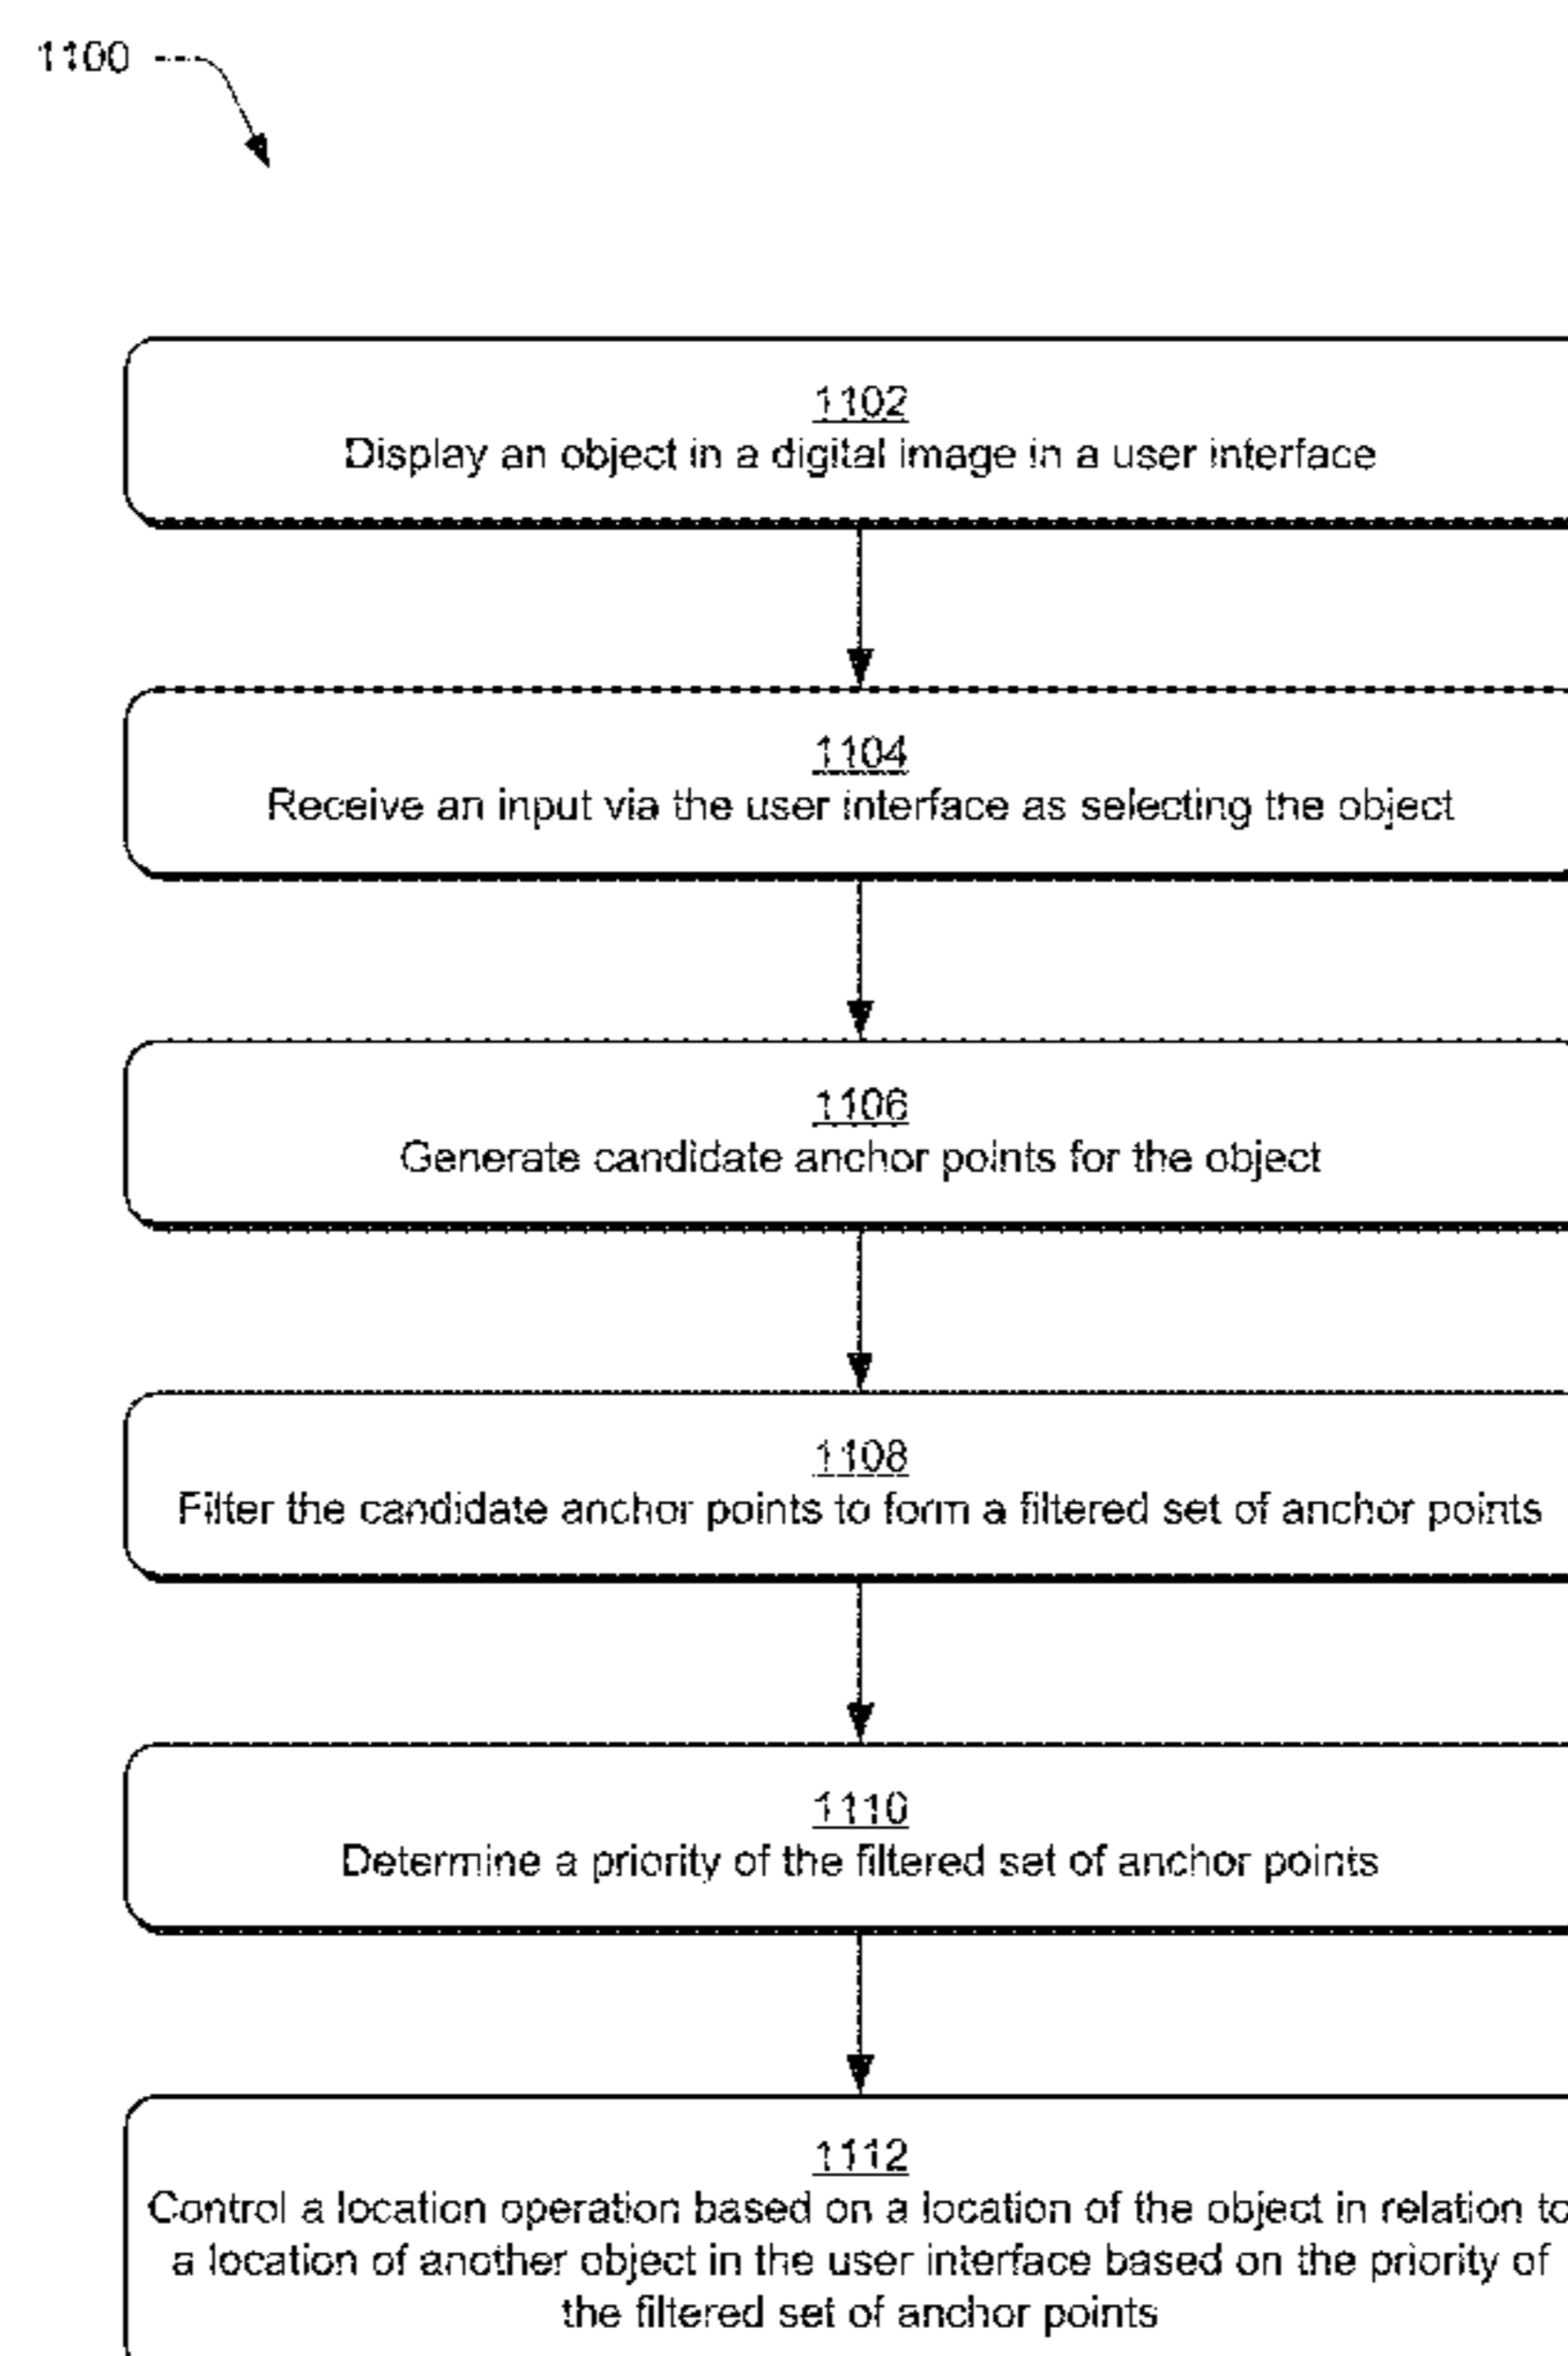 1100
1102
Display an object in a digital image in a user interface
1104
Receive an input via the user interface as selecting the object
1106
Generate candidate anchor points for the object
1108
Filter the candidate anchor points to form a filtered set of anchor points
1110
Determine a priority of the filtered set of anchor points
1112
Control a location operation based on a location of the object in relation to
a location of another object in the user interface based on the priority of
the filtered set of anchor points